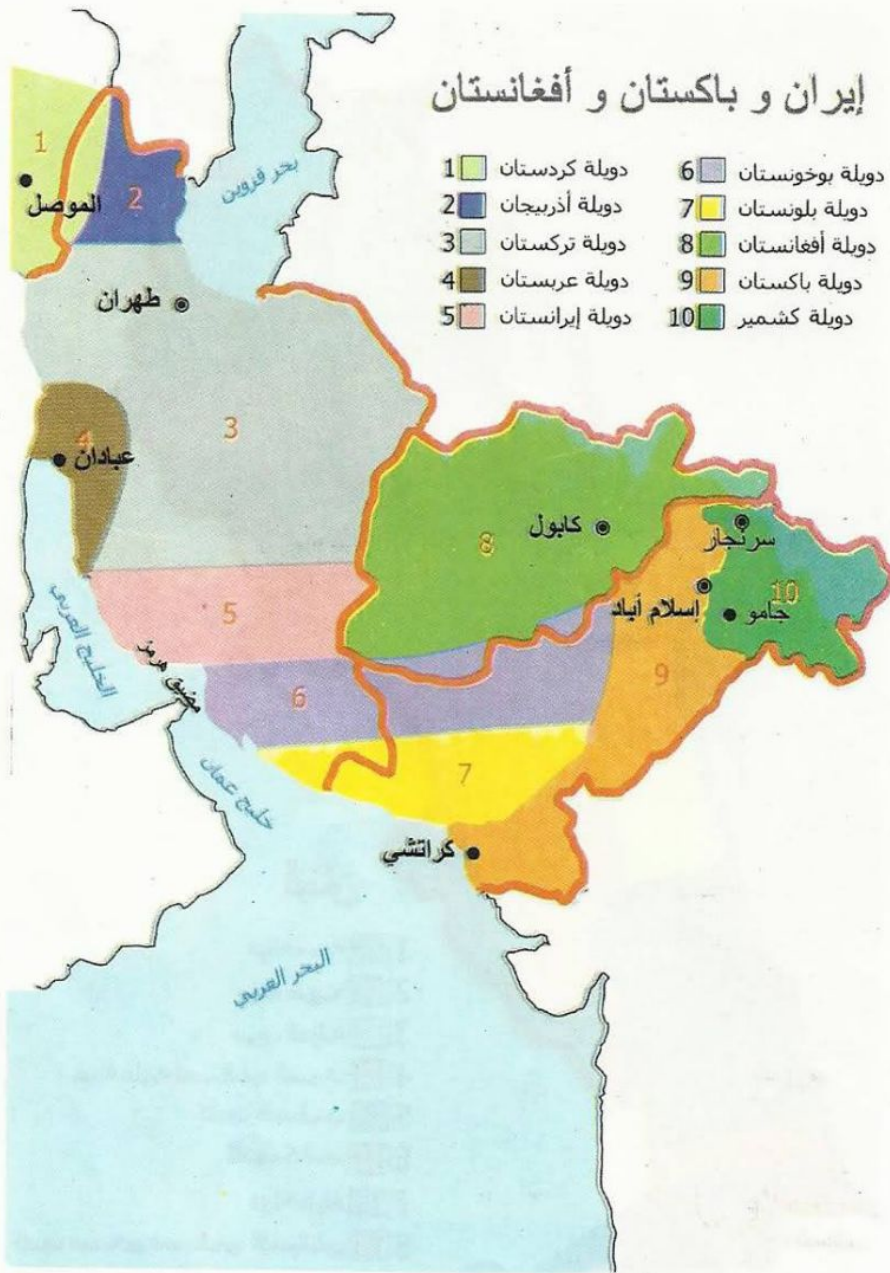 إيران و باكستان و أفغانستان
1 دويلة كردستان
2 دويلة أذربيجان
3 دويلة تركستان
4 دويلة عربستان
5 دويلة إيرانستان
6 دويلة بوخونستان
7 دويلة بلونستان
8 دويلة أفغانستان
9 دويلة باكستان
10 دويلة كشمير
1
الموصل
2
بحر قزوين
طهران
3
4
عبادان
8
كابول
سرنجار
10
إسلام أباد
جامو
5
الخليج العربي
مضيق هرمز
6
9
7
خليج عمان
كراتشي
البحر العربي